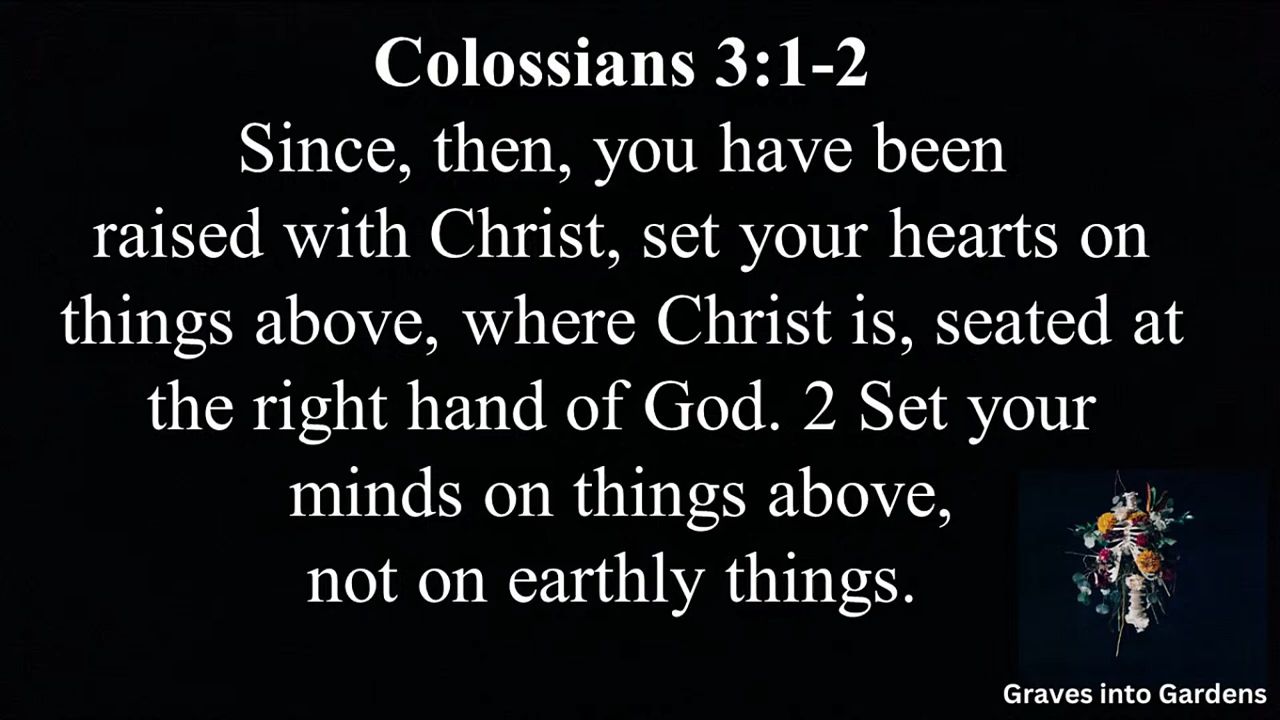 Colossians 3:1-2
Since, then, you have been
raised with Christ, set your hearts on
things above, where Christ is, seated at
the right hand of God. 2 Set your
minds on things above,
not on earthly things.
Graves into Gardens